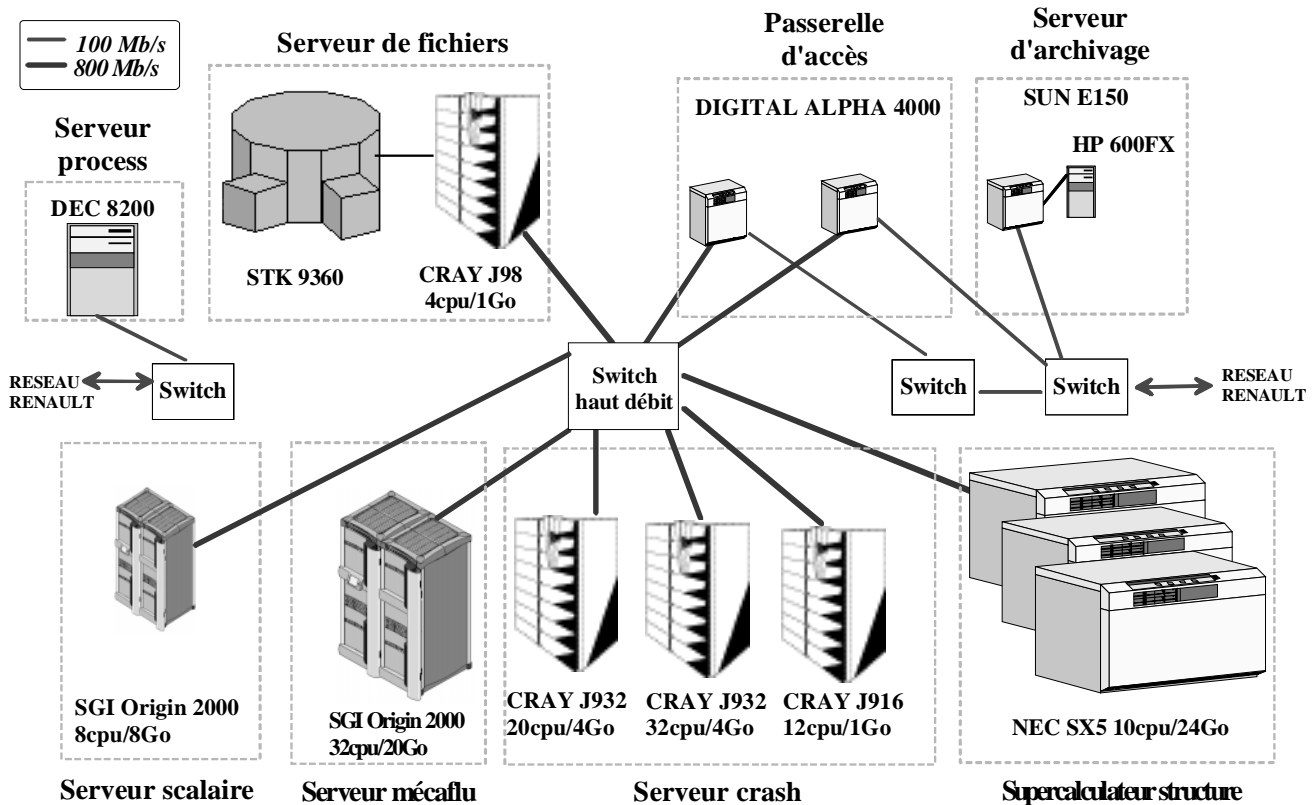 100 Mb/s
800 Mb/s
Serveur de fichiers
Passerelle
d'accès
Serveur
d'archivage
Serveur
process
DEC 8200
STK 9360
CRAY J98
4cpu/1Go
DIGITAL ALPHA 4000
SUN E150
HP 600FX
RESEAU
RENAULT
Switch
Switch
haut débit
Switch
Switch
RESEAU
RENAULT
SGI Origin 2000
8cpu/8Go
SGI Origin 2000
32cpu/20Go
CRAY J932
20cpu/4Go
CRAY J932
32cpu/4Go
CRAY J916
12cpu/1Go
NEC SX5 10cpu/24Go
Serveur scalaire
Serveur mécaflu
Serveur crash
Supercalculateur structure